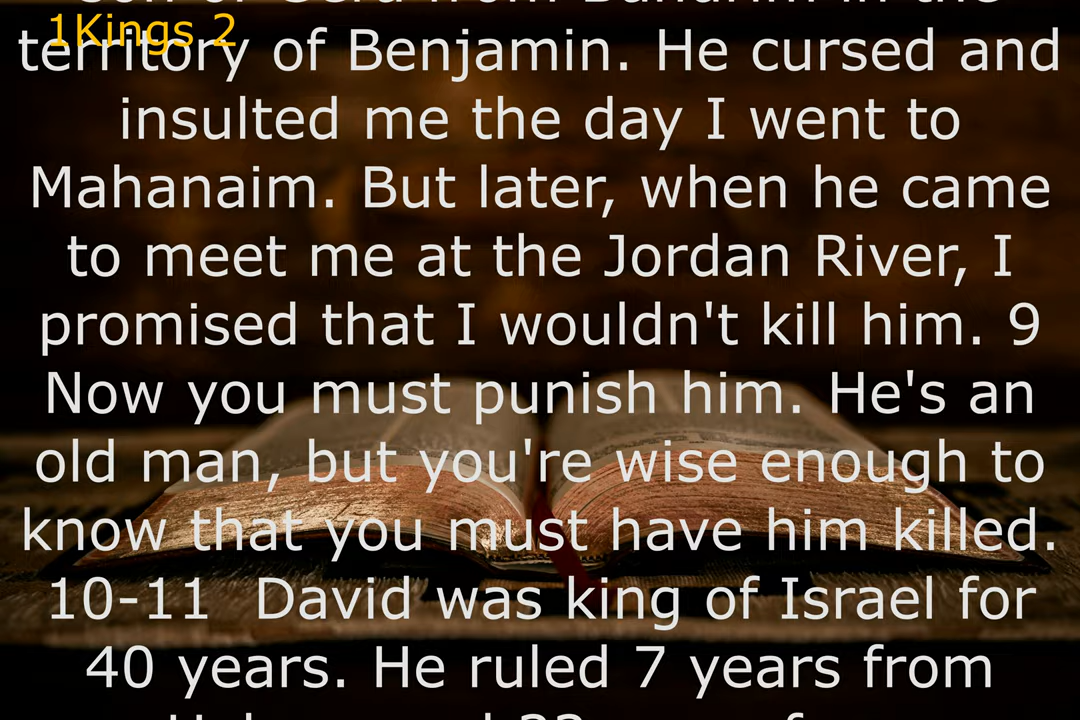 1Kings 2
territory of Benjamin. He cursed and
insulted me the day I went to
Mahanaim. But later, when he came
to meet me at the Jordan River, I
promised that I wouldn't kill him. 9
Now you must punish him. He's an
old man, but you're wise enough to
know that you must have him killed.
10-11 David was king of Israel for
40 years. He ruled 7 years from